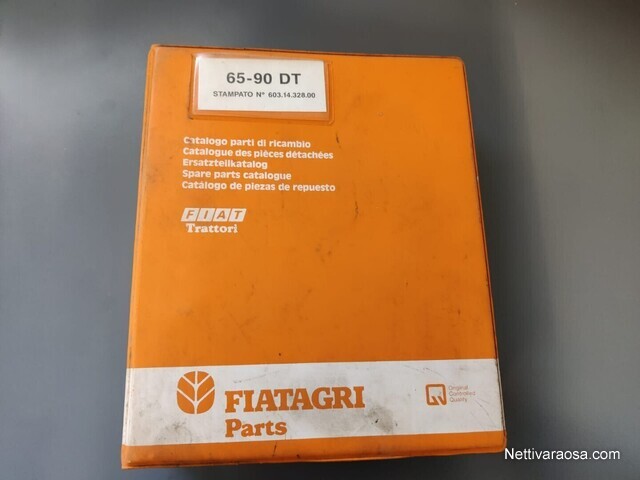 65-90 DT
STAMPATO N° 603.14.328.00
Catalogo parti di ricambio
Catalogue des pièces détachées
Ersatzteilkatalog
Spare parts catalogue
Catálogo de piezas de repuesto
FIAT
Trattori
FIATAGRI
Parts
Original
Controlled
Quality
Nettivaraosa.com